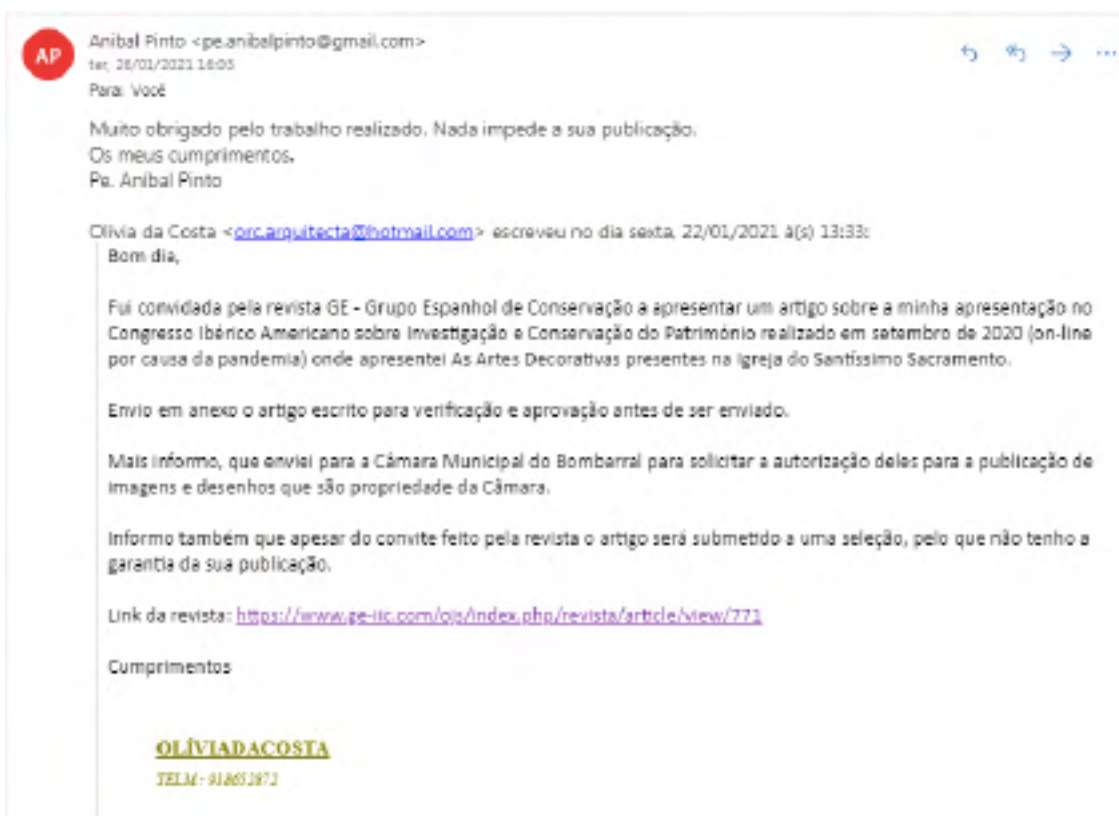 AP
Anibal Pinto <pe.anibalpinto@gmail.com>
ter, 26/01/2021 16:05
Para: Você
Muito obrigado pelo trabalho realizado. Nada impede a sua publicação.
Os meus cumprimentos.
Pe. Aníbal Pinto
Olívia da Costa <orc.arquitecta@hotmail.com> escreveu no dia sexta, 22/01/2021 à(s) 13:33:
Bom dia,
Fui convidada pela revista GE - Grupo Espanhol de Conservação a apresentar um artigo sobre a minha apresentação no
Congresso Ibérico Americano sobre Investigação e Conservação do Património realizado em setembro de 2020 (on-line
por causa da pandemia) onde apresentei As Artes Decorativas presentes na Igreja do Santíssimo Sacramento.
Envio em anexo o artigo escrito para verificação e aprovação antes de ser enviado.
Mais informo, que enviei para a Câmara Municipal do Bombarral para solicitar a autorização deles para a publicação de
imagens e desenhos que são propriedade da Câmara.
Informo também que apesar do convite feito pela revista o artigo será submetido a uma seleção, pelo que não tenho a
garantia da sua publicação.
Link da revista: https://www.ge-iic.com/ojs/index.php/revista/article/view/771
Cumprimentos
OLÍVIADACOSTA
TELM: 918652872